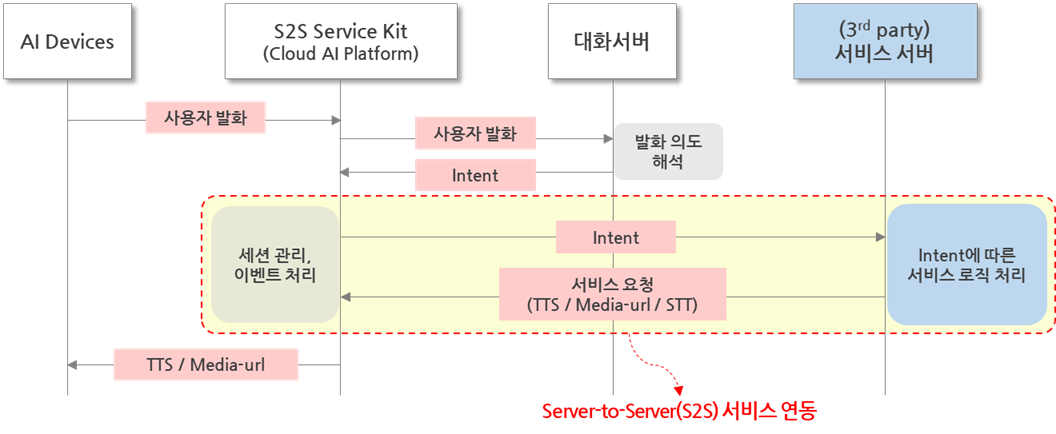 AI Devices
S2S Service Kit
(Cloud AI Platform)
대화서버
(3rd party)
서비스 서버
사용자 발화
사용자 발화
발화 의도
해석
Intent
세션 관리,
이벤트 처리
Intent
Intent에 따른
서비스 로직 처리
서비스 요청
(TTS / Media-url / STT)
TTS / Media-url
Server-to-Server(S2S) 서비스 연동